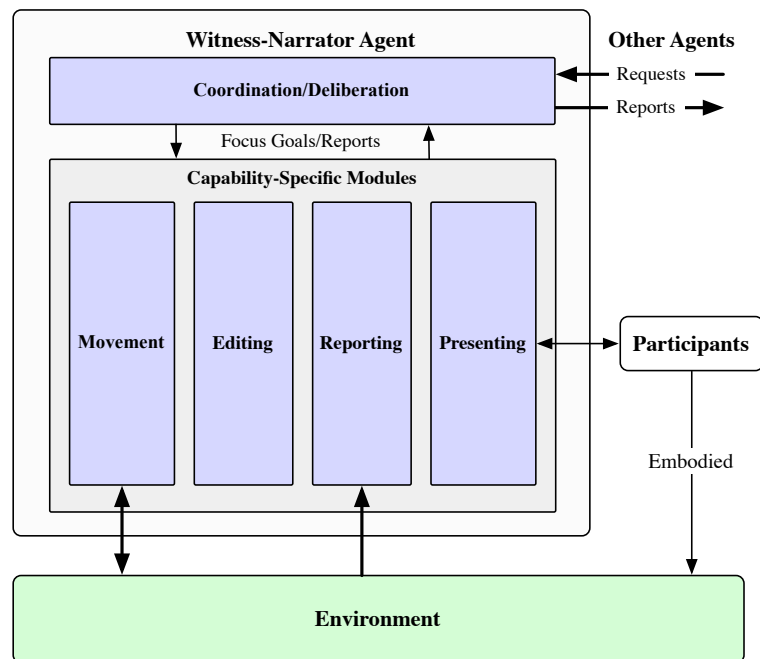 Witness-Narrator Agent
Other Agents
Coordination/Deliberation
Requests
Reports
Focus Goals/Reports
Capability-Specific Modules
Movement
Editing
Reporting
Presenting
Participants
Embodied
Environment